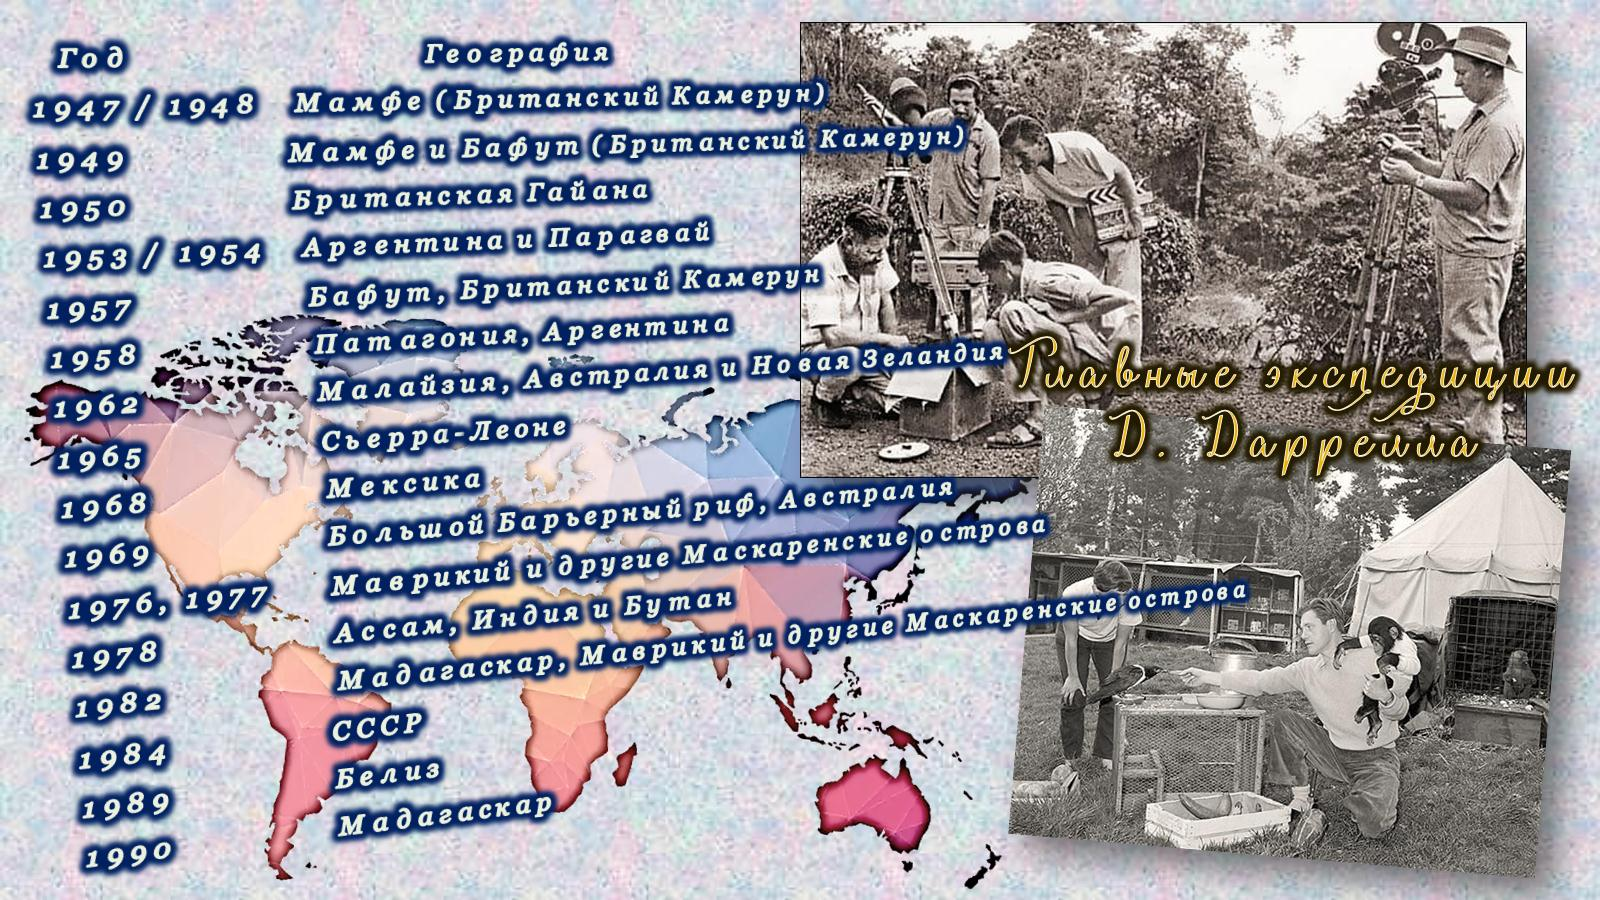 Год География
1947 / 1948 Мамфе (Британский Камерун)
1949 Мамфе и Бафут (Британский Камерун)
1950 Британская Гайана
1953 / 1954 Аргентина и Парагвай
1957 Бафут, Британский Камерун
1958 Патагония, Аргентина
1962 Малайзия, Австралия и Новая Зеландия
1965 Сьерра-Леоне
1968 Мексика
1969 Большой Барьерный риф, Австралия
1976, 1977 Маврикий и другие Маскаренские острова
1978 Ассам, Индия и Бутан
1982 Мадагаскар, Маврикий и другие Маскаренские острова
1984 СССР
1989 Белиз
1990 Мадагаскар
Главные экспедиции
Д. Даррелла